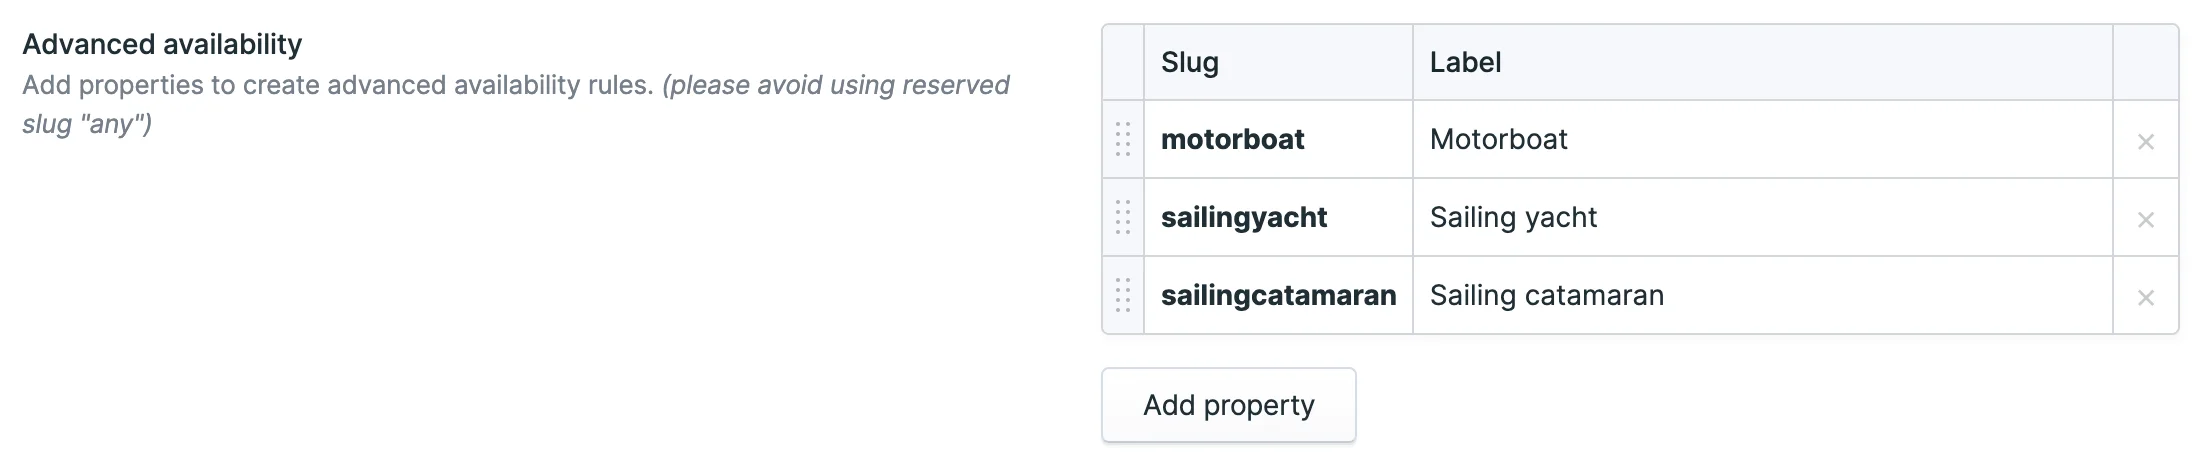 Advanced availability
Add properties to create advanced availability rules. (please avoid using reserved
slug "any")
Slug Label
motorboat Motorboat
sailingyacht Sailing yacht
sailingcatamaran Sailing catamaran
Add property